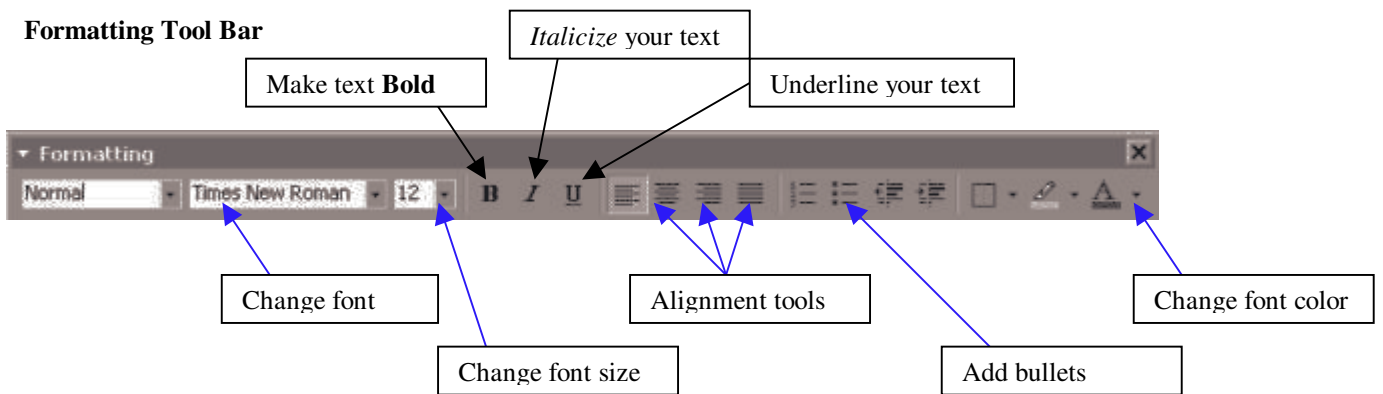 Formatting Tool Bar
Italicize your text
Make text Bold
Underline your text
Formatting
Normal
Times New Roman
12
B I U
A
Change font
Alignment tools
Change font color
Change font size
Add bullets